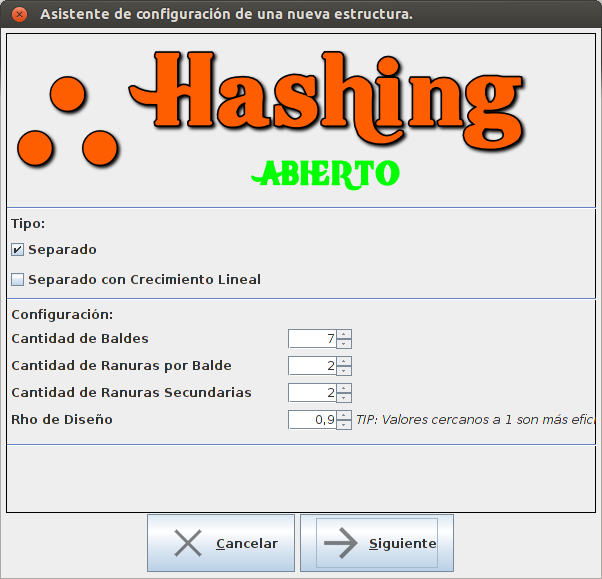 Asistente de configuración de una nueva estructura.
Hashing
ABIERTO
Tipo:
Separado
Separado con Crecimiento Lineal
Configuración:
Cantidad de Baldes 7
Cantidad de Ranuras por Balde 2
Cantidad de Ranuras Secundarias 2
Rho de Diseño 0,9 TIP: Valores cercanos a 1 son más efici
Cancelar Siguiente